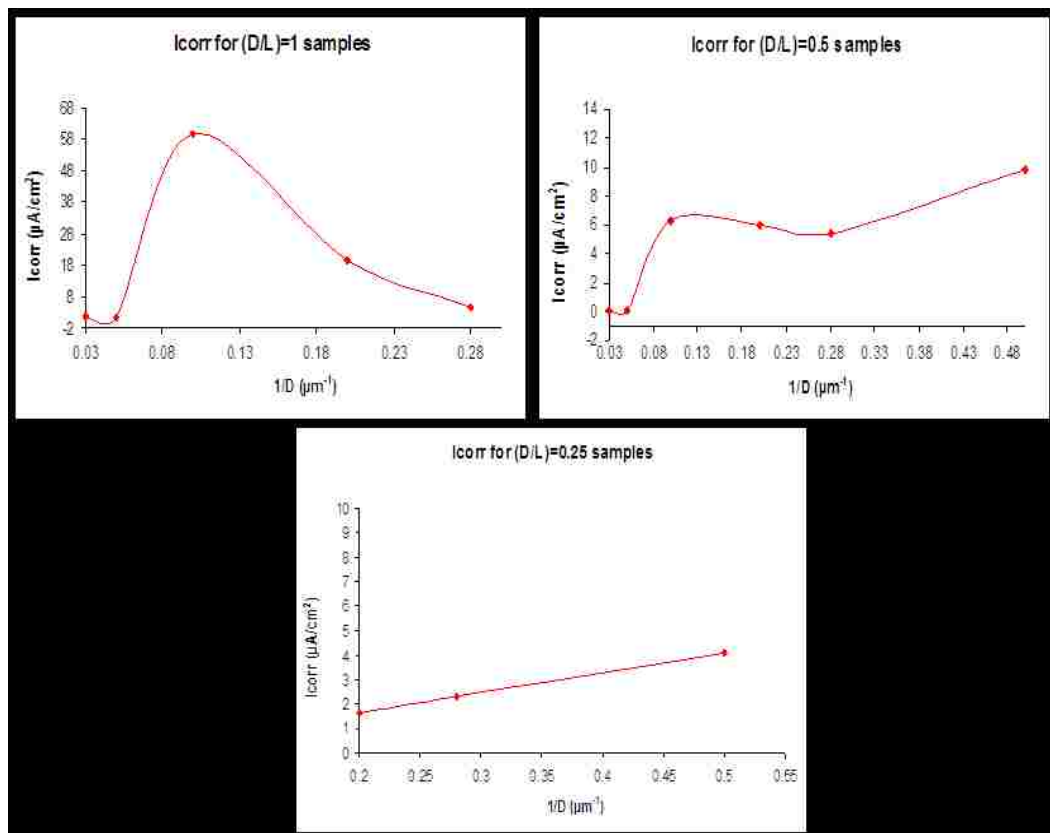 Icorr for (D/L)=1 samples
Icorr (µA/cm²)
68
58
48
38
28
18
8
-2
0.03 0.08 0.13 0.18 0.23 0.28
1/D (µm⁻¹)
Icorr for (D/L)=0.5 samples
Icorr (µA/cm²)
14
12
10
8
6
4
2
0
-2
0.03 0.08 0.13 0.18 0.23 0.28 0.33 0.38 0.43 0.48
1/D (µm⁻¹)
Icorr for (D/L)=0.25 samples
Icorr (µA/cm²)
10
9
8
7
6
5
4
3
2
1
0
0.2 0.25 0.3 0.35 0.4 0.45 0.5 0.55
1/D (µm⁻¹)